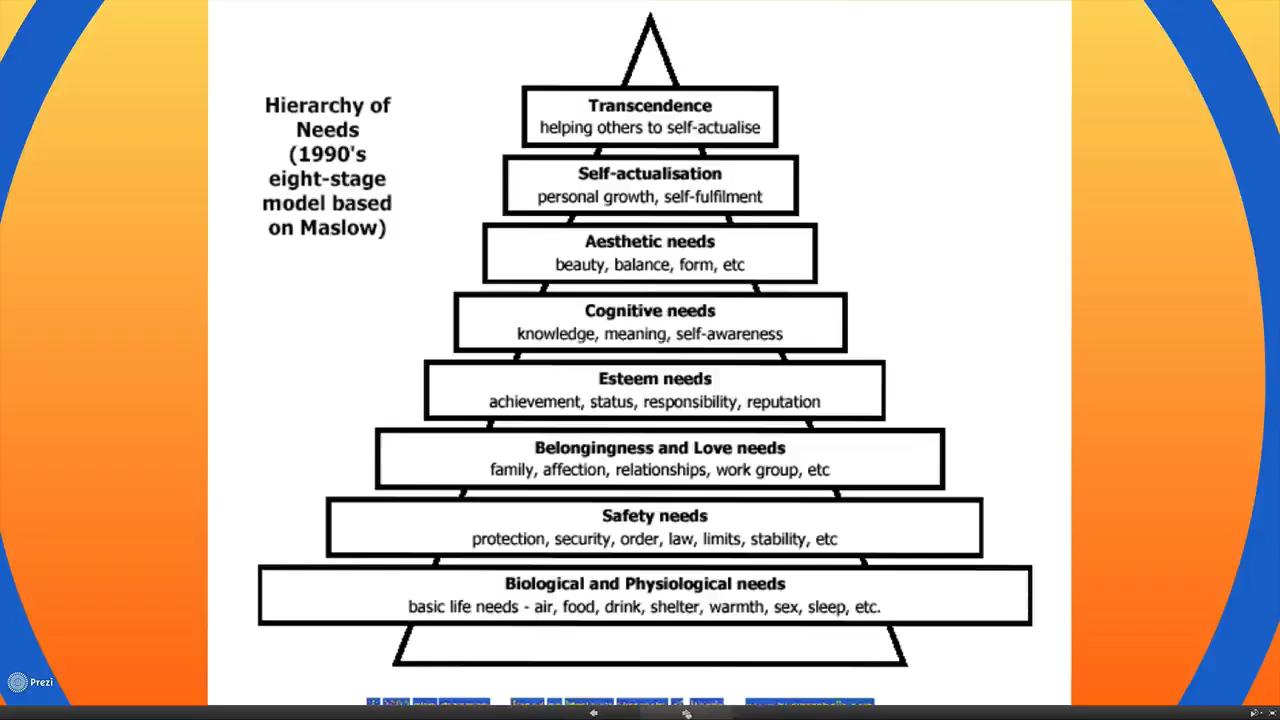 Hierarchy of
Needs
(1990's
eight-stage
model based
on Maslow)
Transcendence
helping others to self-actualise
Self-actualisation
personal growth, self-fulfilment
Aesthetic needs
beauty, balance, form, etc
Cognitive needs
knowledge, meaning, self-awareness
Esteem needs
achievement, status, responsibility, reputation
Belongingness and Love needs
family, affection, relationships, work group, etc
Safety needs
protection, security, order, law, limits, stability, etc
Biological and Physiological needs
basic life needs - air, food, drink, shelter, warmth, sex, sleep, etc.
Prezi